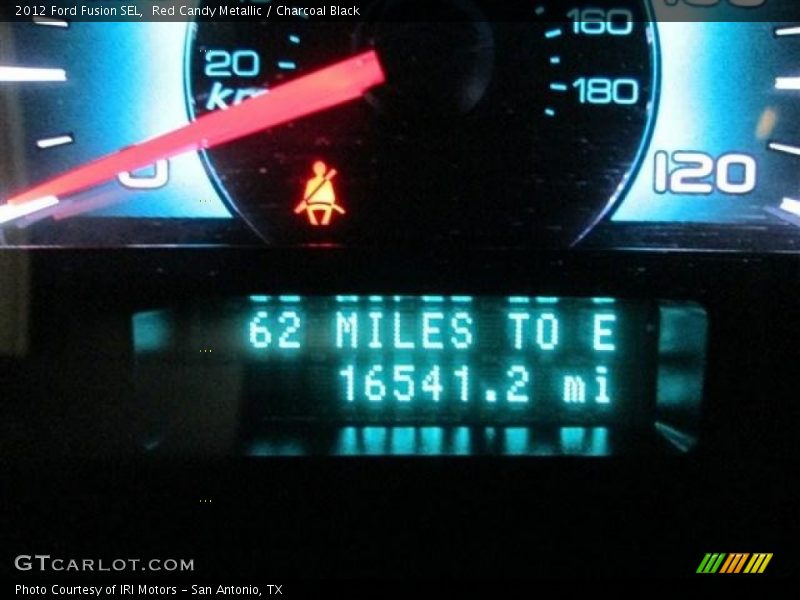 2012 Ford Fusion SEL, Red Candy Metallic / Charcoal Black
160
20
180
0
120
62 MILES TO E
16541.2 mi
GTCARLOT.COM
Photo Courtesy of IRI Motors - San Antonio, TX